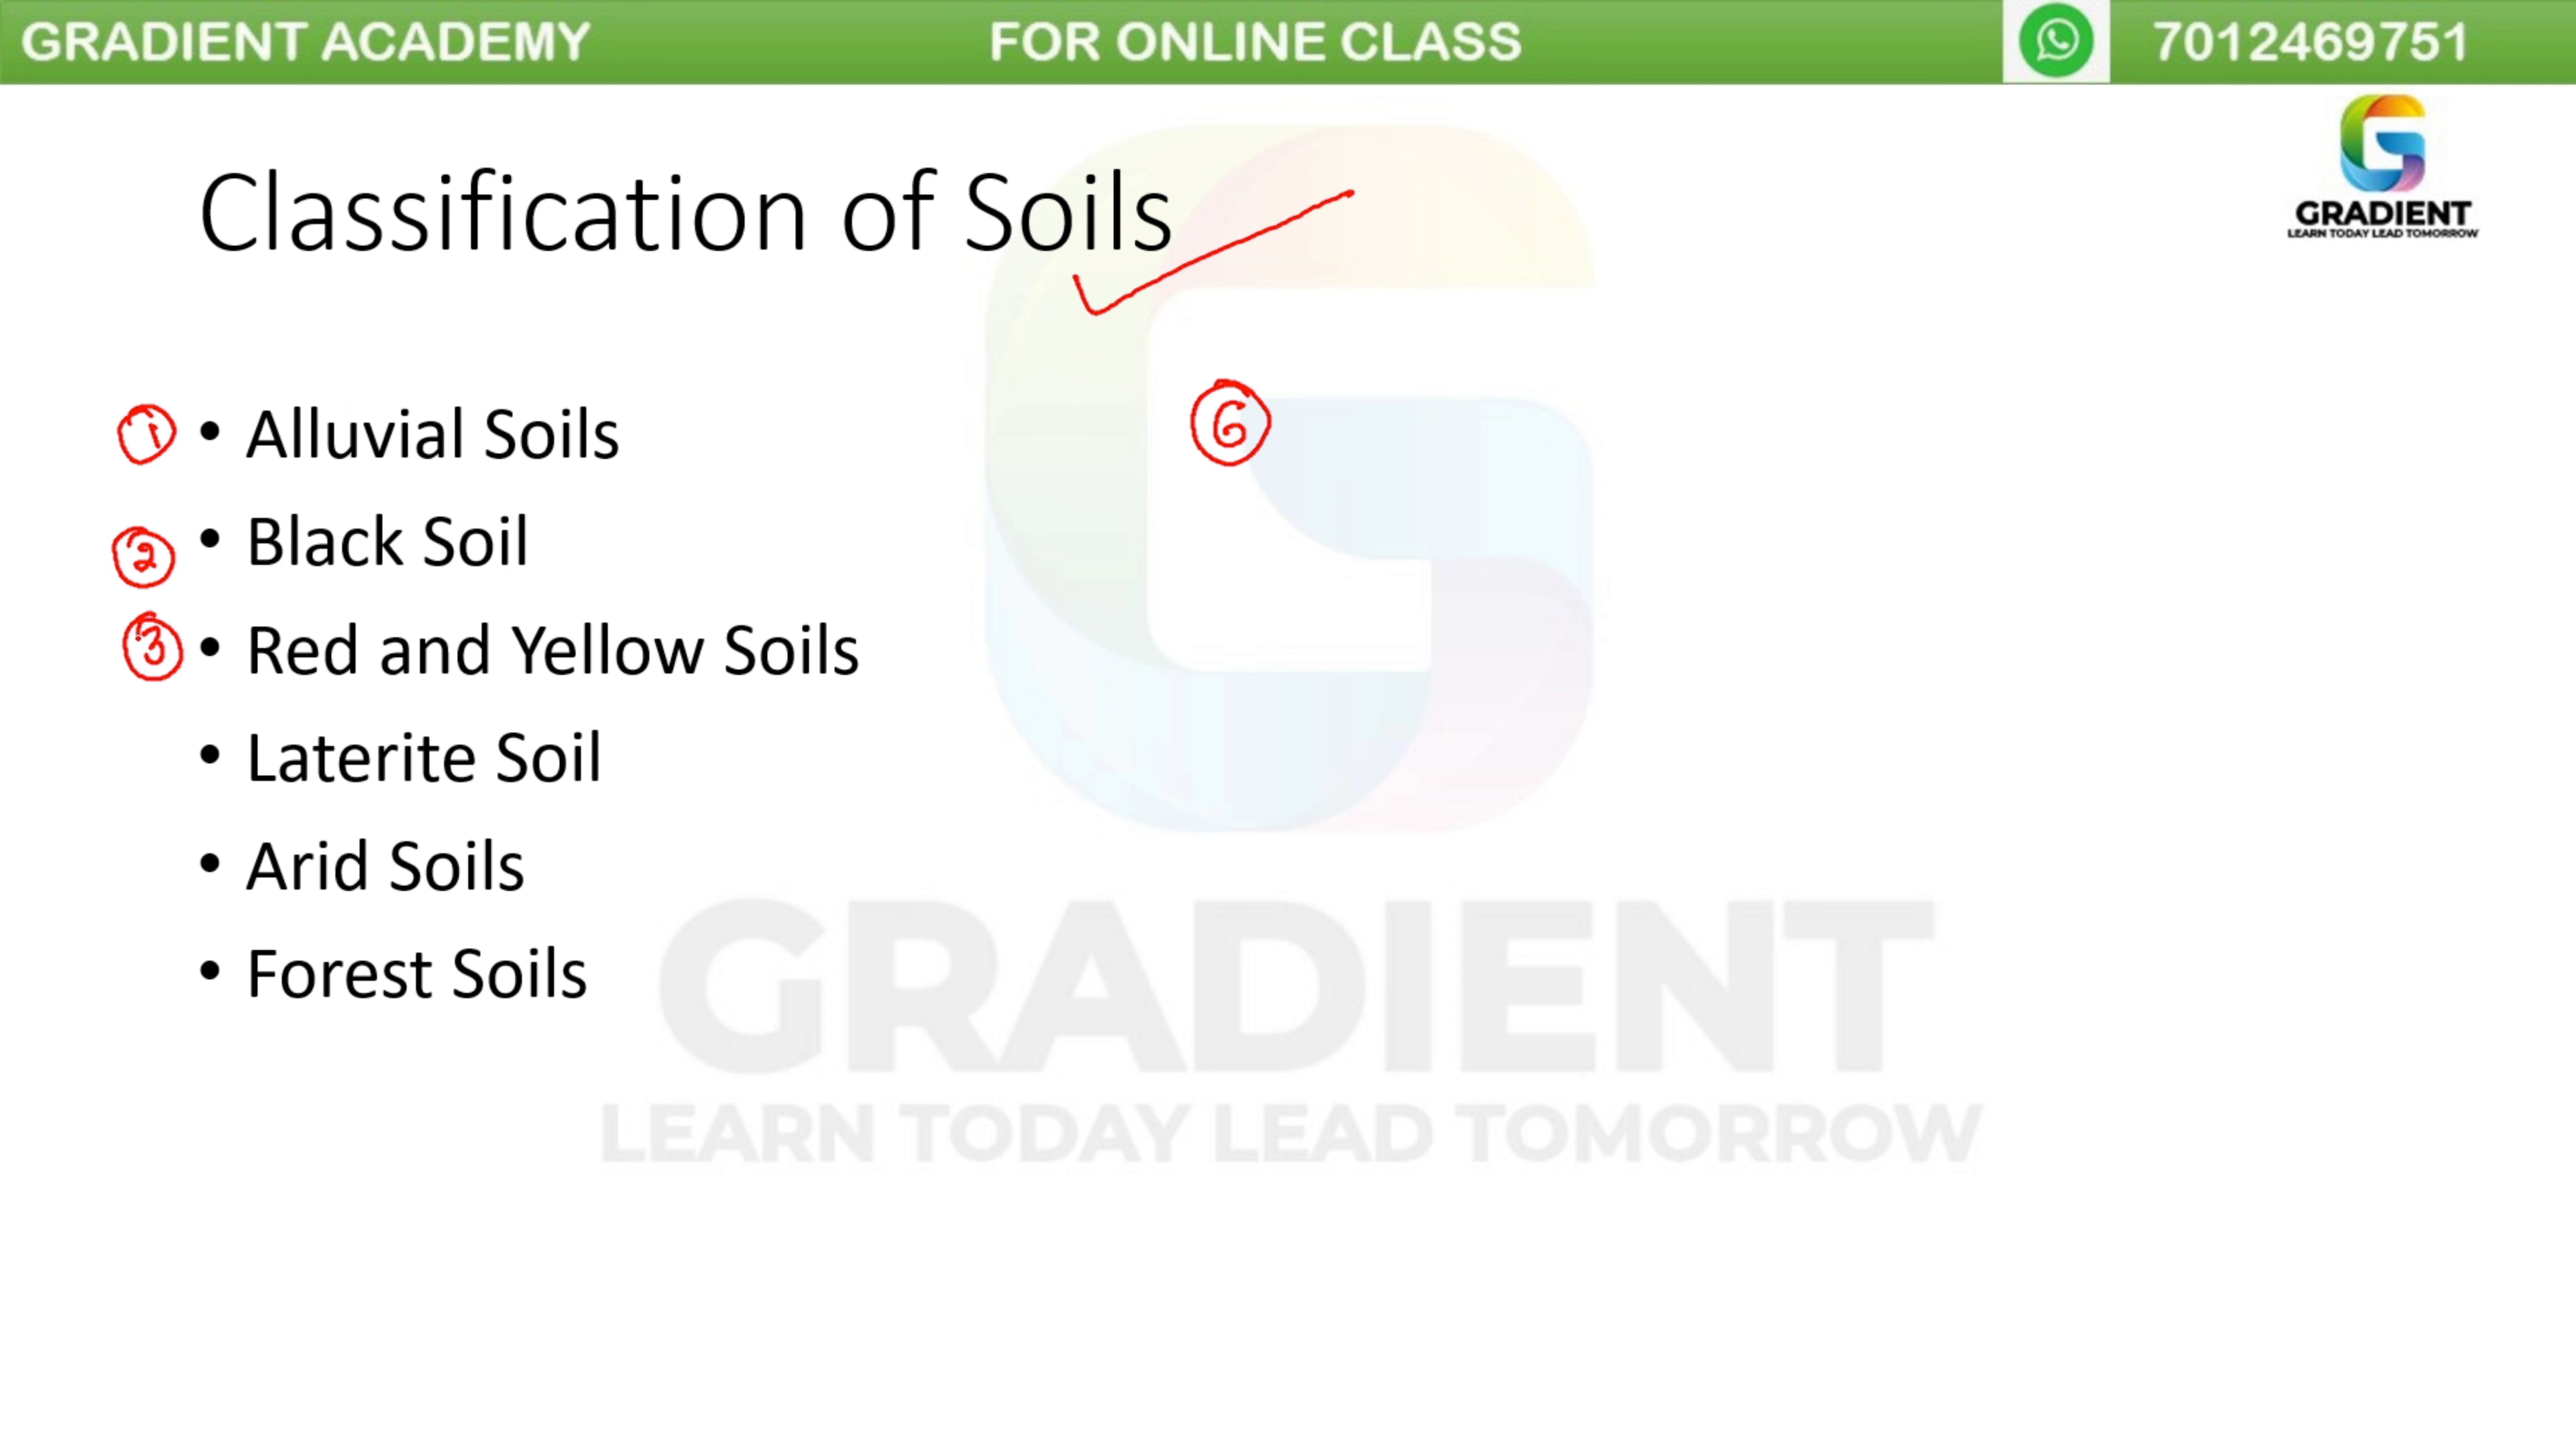 GRADIENT ACADEMY FOR ONLINE CLASS 7012469751
GRADIENT
LEARN TODAY LEAD TOMORROW
Classification of Soils
6
1 • Alluvial Soils
2 • Black Soil
3 • Red and Yellow Soils
• Laterite Soil
• Arid Soils
• Forest Soils
GRADIENT
LEARN TODAY LEAD TOMORROW